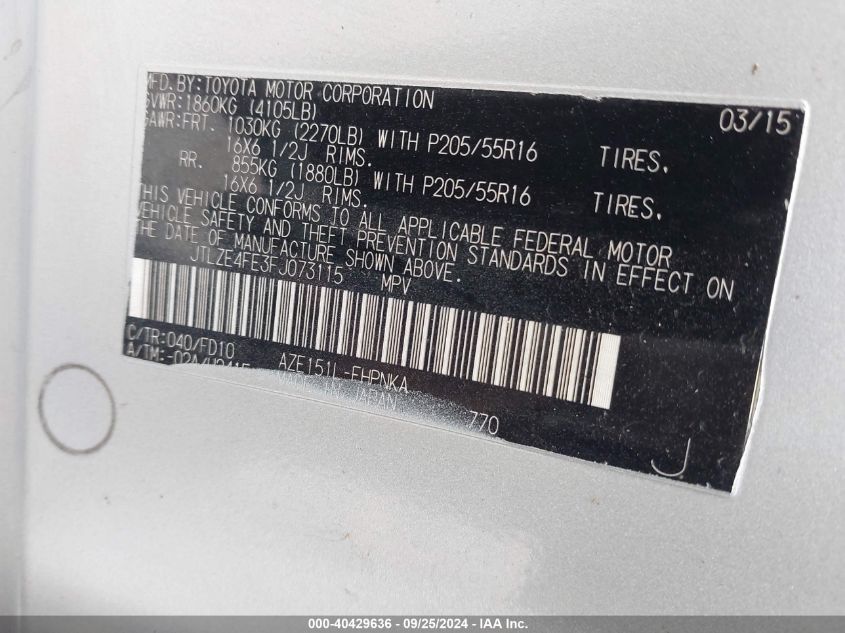 MFD.BY:TOYOTA MOTOR CORPORATION 03/15
GVWR:1860KG (4105LB)
GAWR:FRT. 1030KG (2270LB) WITH P205/55R16 TIRES.
16X6 1/2J RIMS.
RR. 855KG (1880LB) WITH P205/55R16 TIRES.
16X6 1/2J RIMS.
THIS VEHICLE CONFORMS TO ALL APPLICABLE FEDERAL MOTOR
VEHICLE SAFETY AND THEFT PREVENTION STANDARDS IN EFFECT ON
THE DATE OF MANUFACTURE SHOWN ABOVE.
JTLZE4FE3FJ073115 MPV
C/TR:040/FD10 AZE151L-FHPNKA
A/TM:-02A/U241F MADE IN JAPAN 770
J
000-40429636 - 09/25/2024 - IAA Inc.